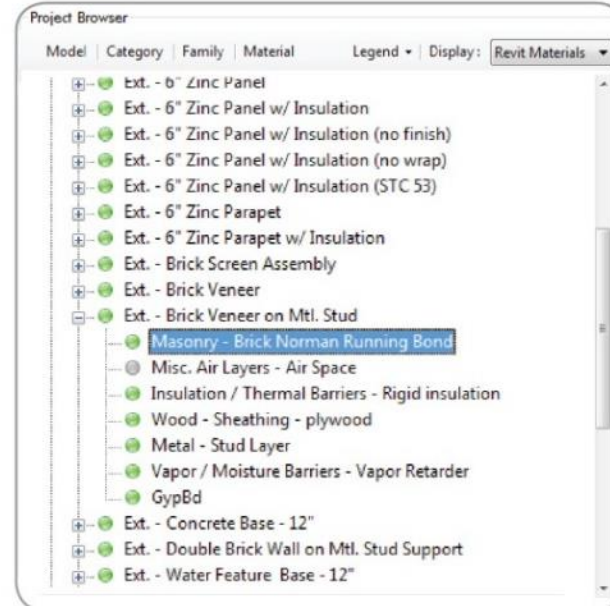 Project Browser
Model Category Family Material Legend Display: Revit Materials
Ext. - 6" Zinc Panel
Ext. - 6" Zinc Panel w/ Insulation
Ext. - 6" Zinc Panel w/ Insulation (no finish)
Ext. - 6" Zinc Panel w/ Insulation (no wrap)
Ext. - 6" Zinc Panel w/ Insulation (STC 53)
Ext. - 6" Zinc Parapet
Ext. - 6" Zinc Parapet w/ Insulation
Ext. - Brick Screen Assembly
Ext. - Brick Veneer
Ext. - Brick Veneer on Mtl. Stud
Masonry - Brick Norman Running Bond
Misc. Air Layers - Air Space
Insulation / Thermal Barriers - Rigid insulation
Wood - Sheathing - plywood
Metal - Stud Layer
Vapor / Moisture Barriers - Vapor Retarder
GypBd
Ext. - Concrete Base - 12"
Ext. - Double Brick Wall on Mtl. Stud Support
Ext. - Water Feature Base - 12"